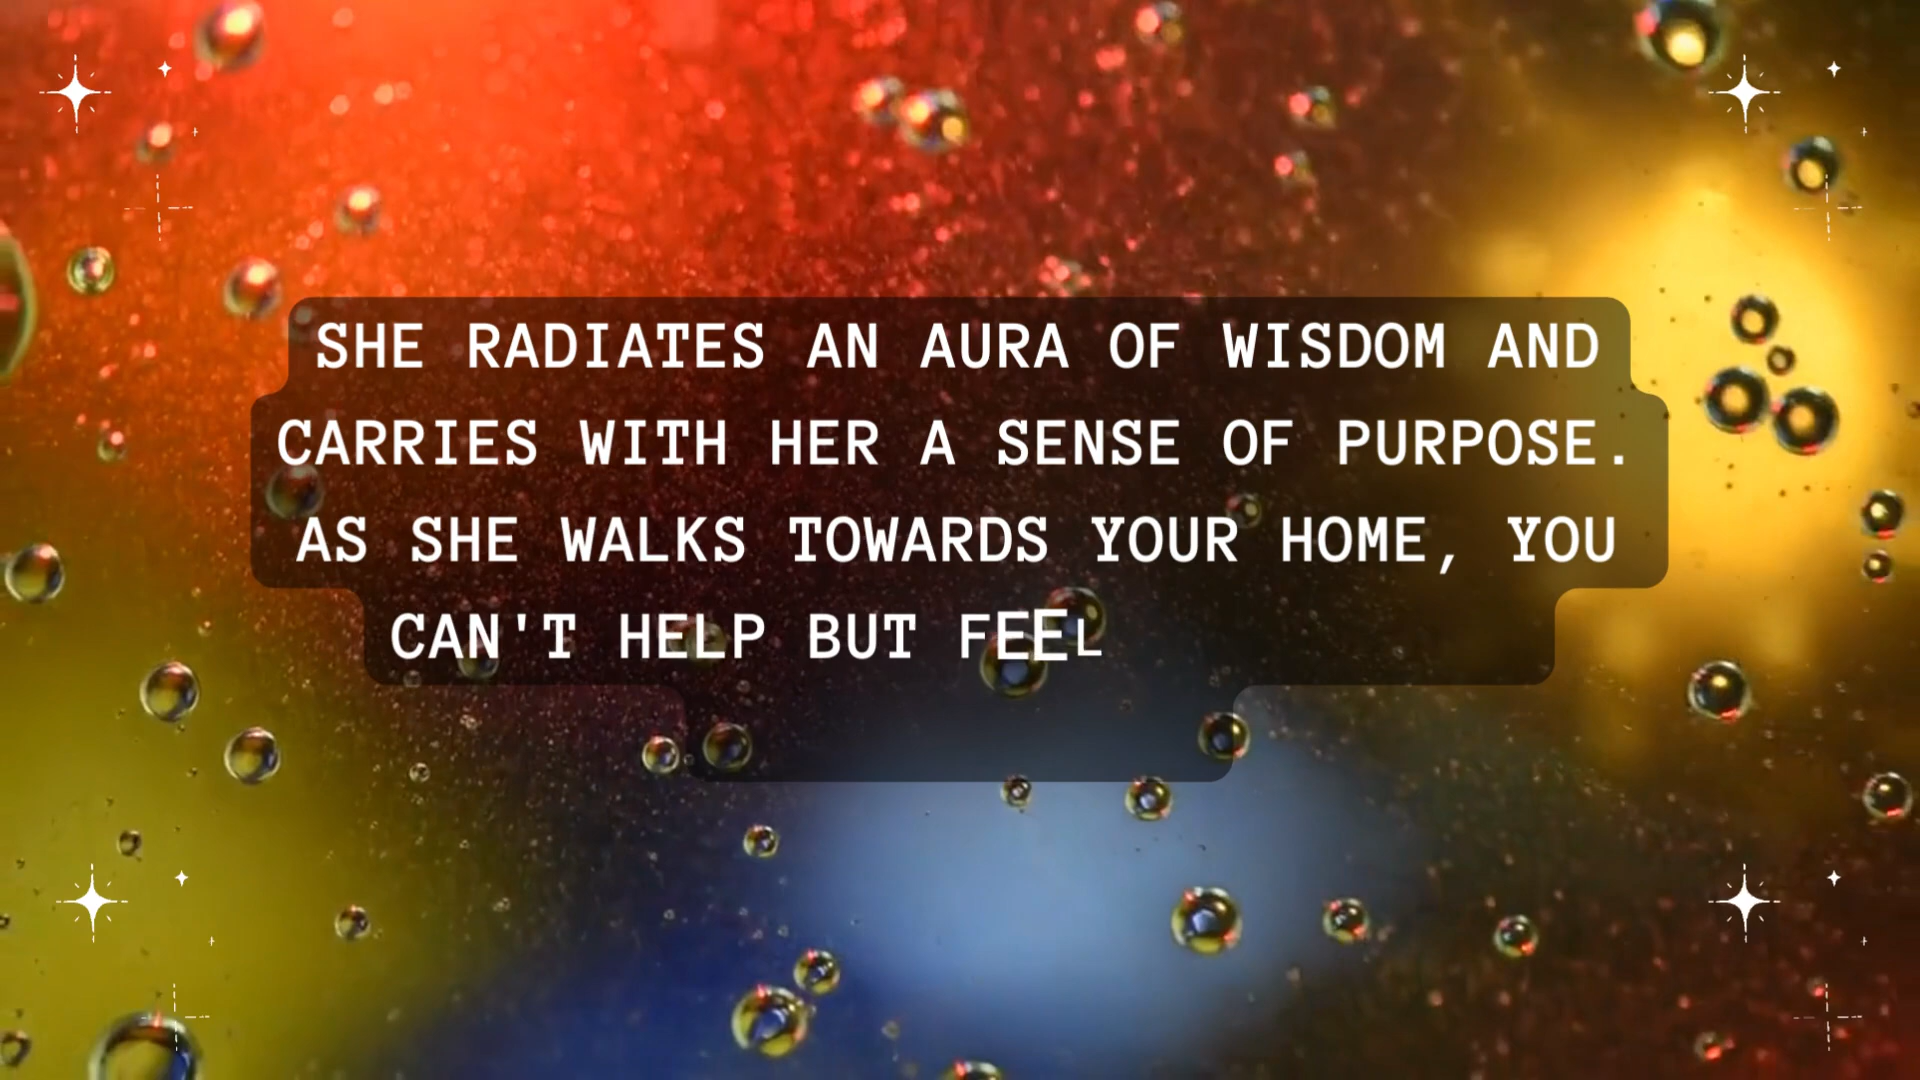 SHE RADIATES AN AURA OF WISDOM AND
CARRIES WITH HER A SENSE OF PURPOSE.
AS SHE WALKS TOWARDS YOUR HOME, YOU
CAN'T HELP BUT FEEL